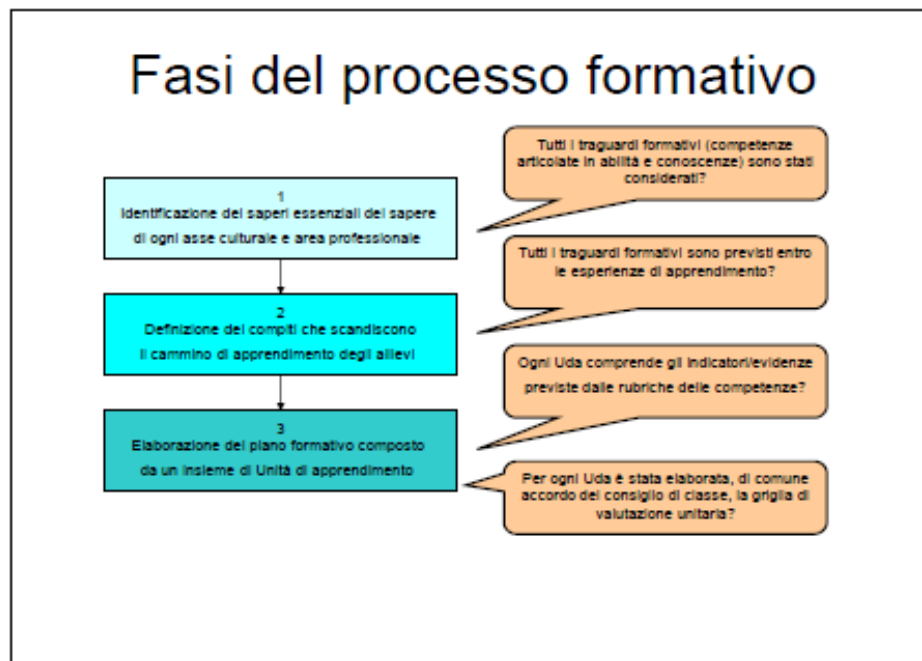 Fasi del processo formativo
Tutti i traguardi formativi (competenze
articolate in abilità e conoscenze) sono stati
considerati?
1
Identificazione dei saperi essenziali del sapere
di ogni asse culturale e area professionale
Tutti i traguardi formativi sono previsti entro
le esperienze di apprendimento?
2
Definizione dei compiti che scandiscono
il cammino di apprendimento degli allievi
Ogni Uda comprende gli indicatori/evidenze
previste dalle rubriche delle competenze?
3
Elaborazione del piano formativo composto
da un insieme di Unità di apprendimento
Per ogni Uda è stata elaborata, di comune
accordo del consiglio di classe, la griglia di
valutazione unitaria?